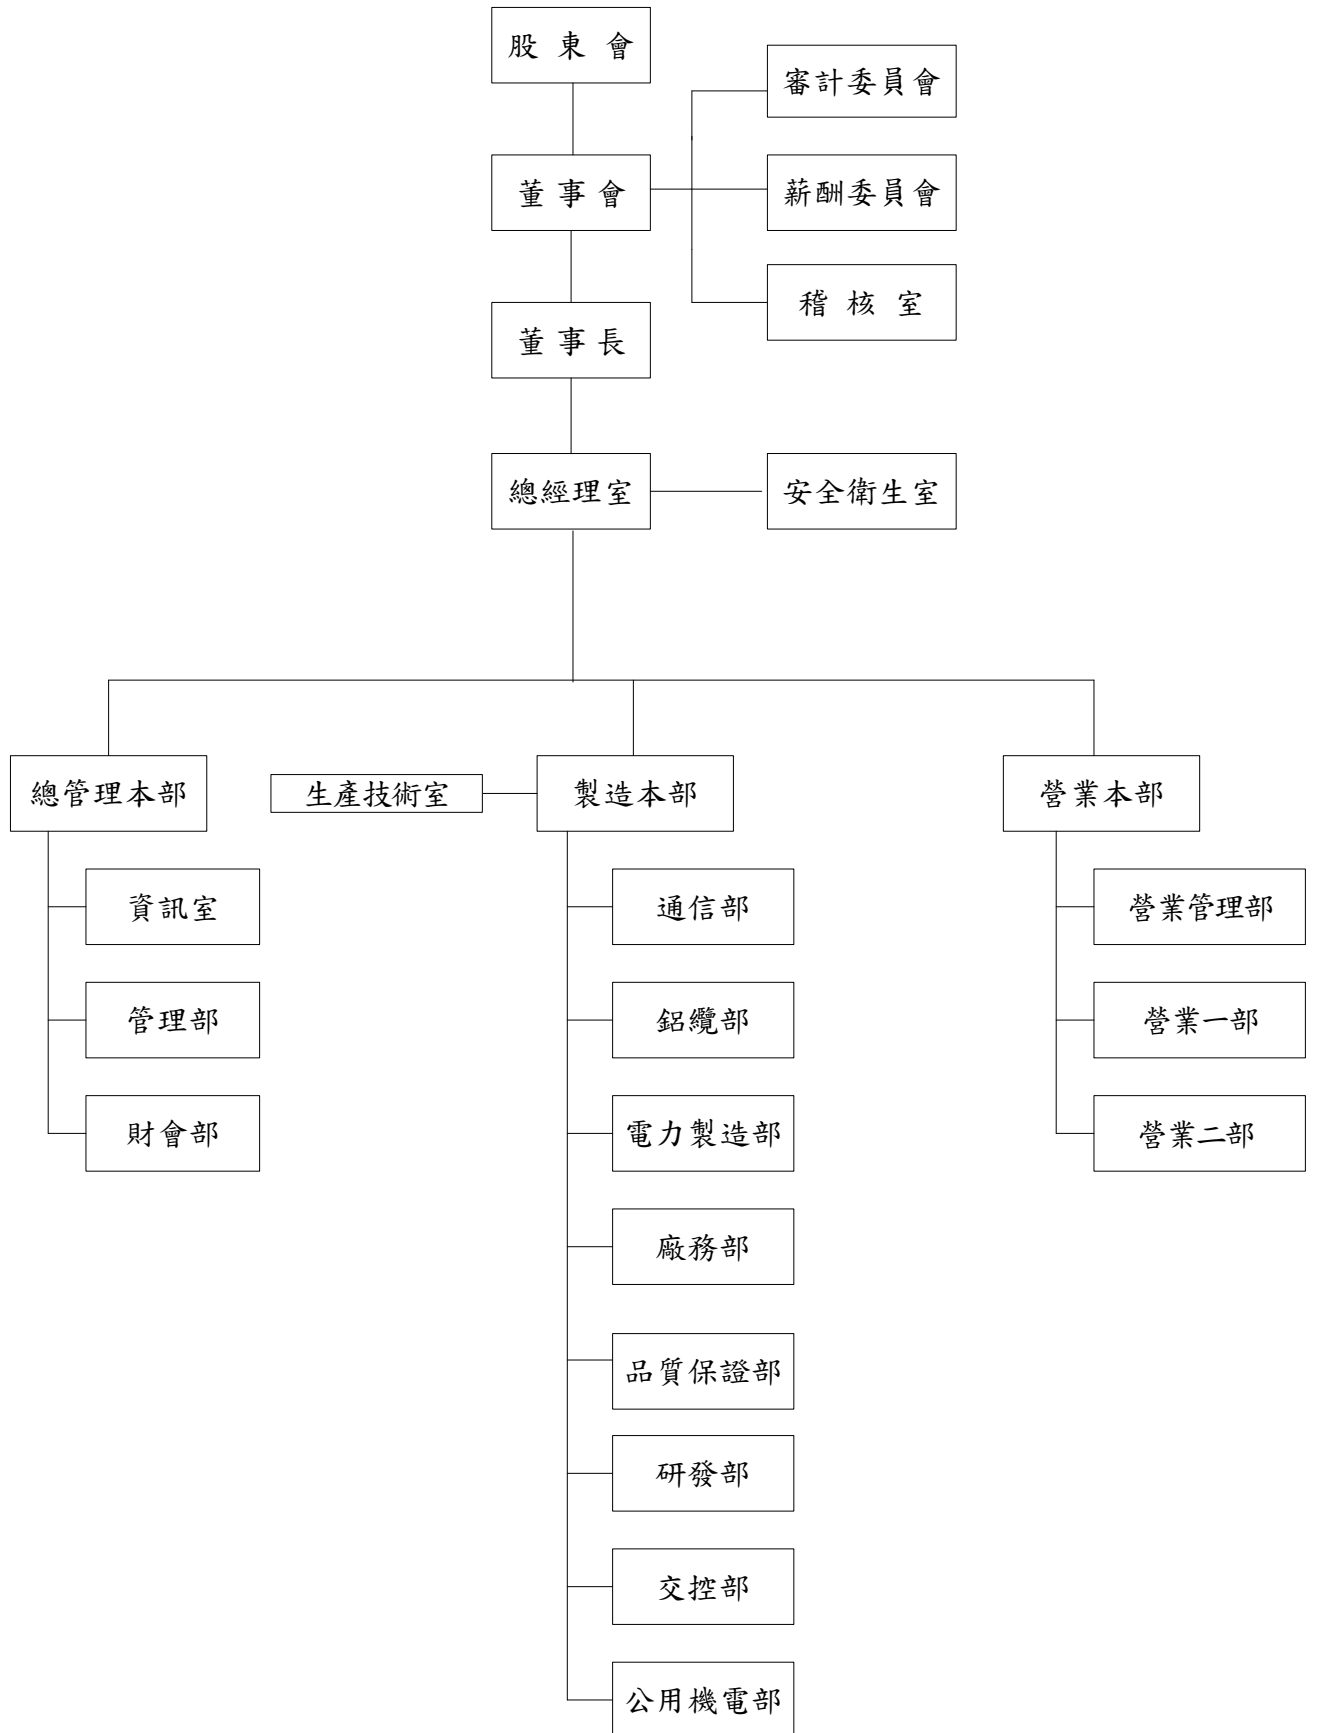 股東會
審計委員會
董事會
薪酬委員會
稽核室
董事長
總經理室
安全衛生室
總管理本部
生產技術室
製造本部
營業本部
資訊室
通信部
營業管理部
管理部
鋁纜部
營業一部
財會部
電力製造部
營業二部
廠務部
品質保證部
研發部
交控部
公用機電部